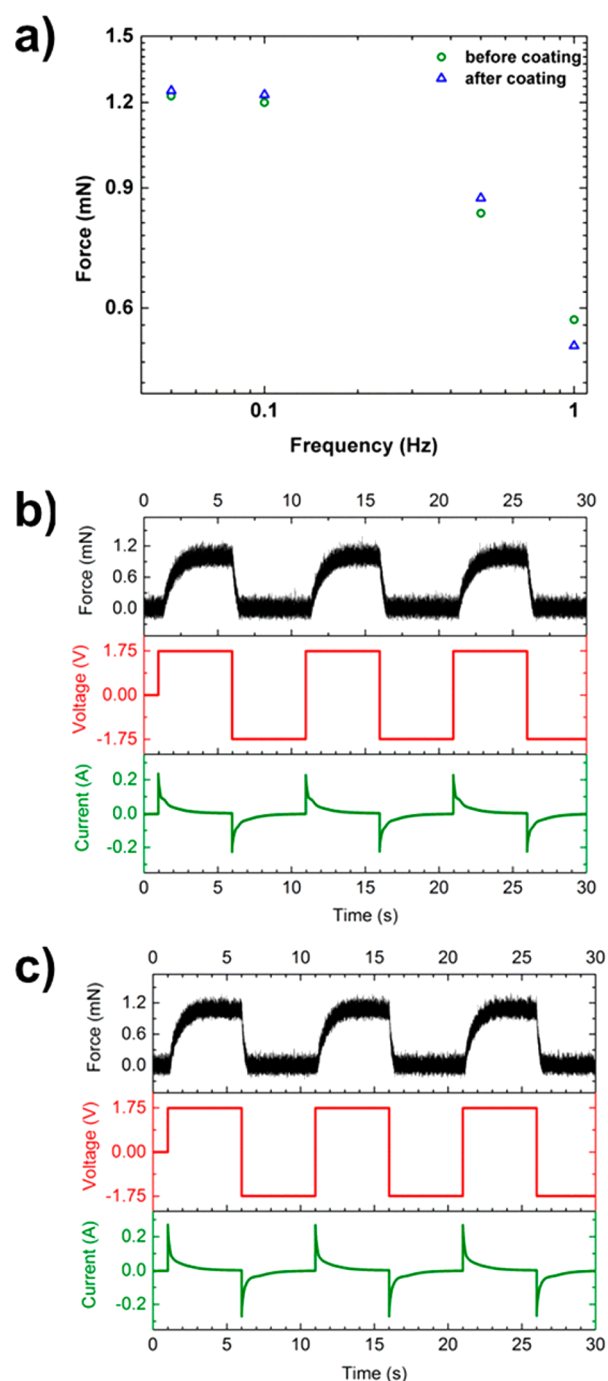 a)
1.5
1.2
0.9
0.6
Force (mN)
before coating
after coating
0.1 1
Frequency (Hz)
b)
0 5 10 15 20 25 30
Force (mN)
1.2
0.6
0.0
Voltage (V)
1.75
0.00
-1.75
Current (A)
0.2
0.0
-0.2
0 5 10 15 20 25 30
Time (s)
c)
0 5 10 15 20 25 30
Force (mN)
1.2
0.6
0.0
Voltage (V)
1.75
0.00
-1.75
Current (A)
0.2
0.0
-0.2
0 5 10 15 20 25 30
Time (s)